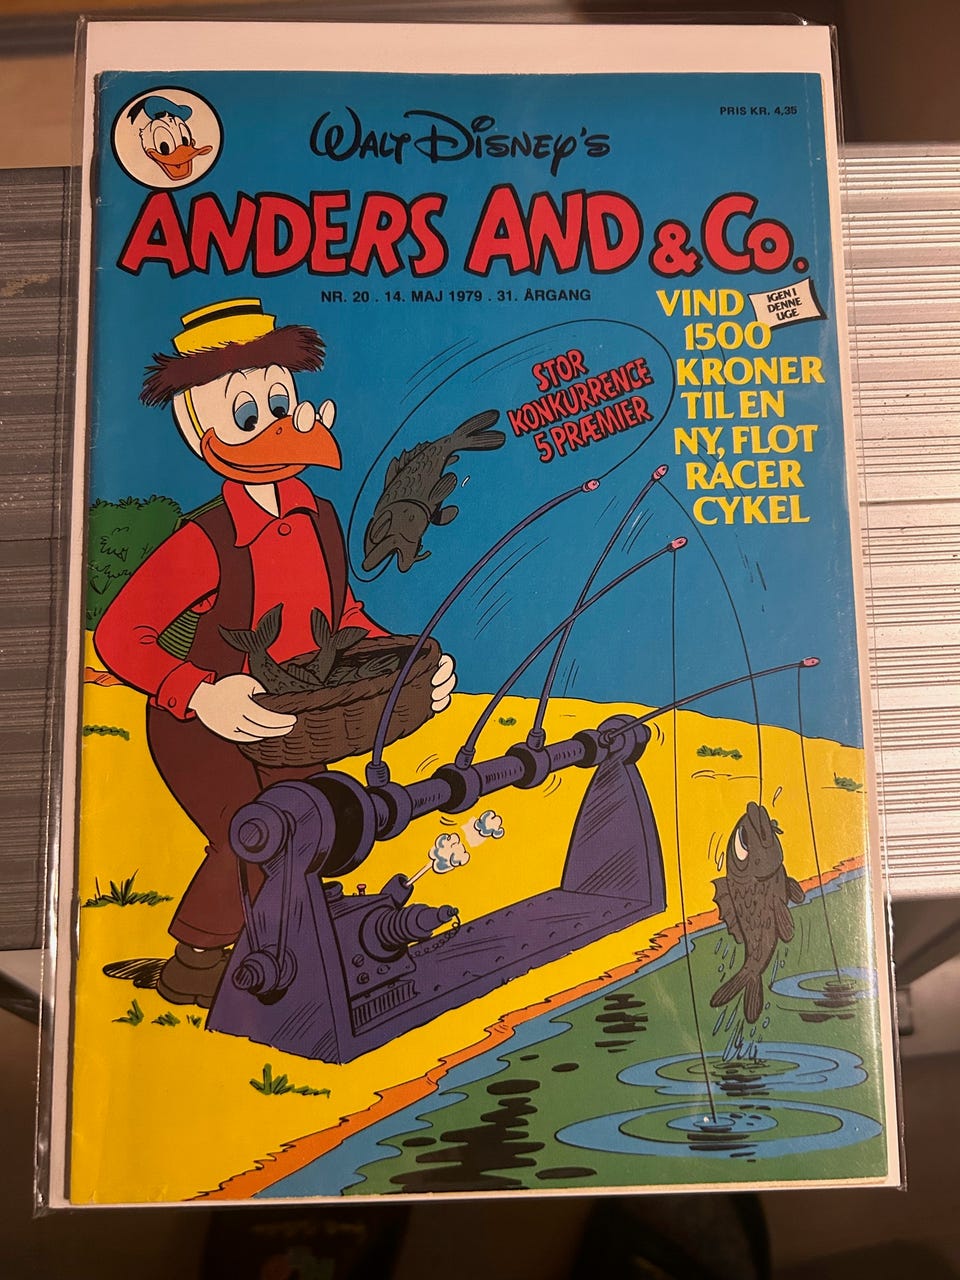 PRIS KR. 4,35
WALT DISNEY'S
ANDERS AND & CO.
NR. 20 . 14. MAJ 1979 . 31. ÅRGANG
VIND
1500
KRONER
TIL EN
NY, FLOT
RACER
CYKEL
IGEN I
DENNE
UGE
STOR
KONKURRENCE
5 PRÆMIER